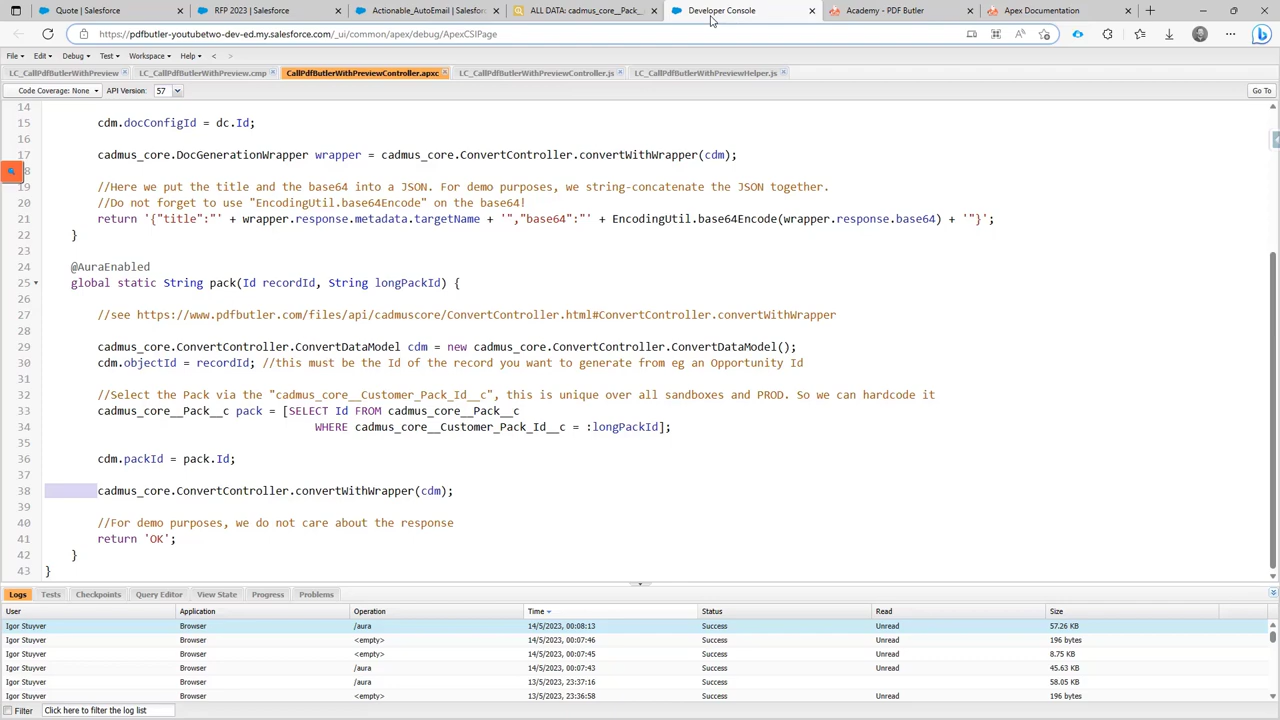 Quote | Salesforce
RFP 2023 | Salesforce
Actionable_AutoEmail | Salesforc
ALL DATA: cadmus_core__Pack_
Developer Console
Academy - PDF Butler
Apex Documentation
https://pdfbutler-youtubetwo-dev-ed.my.salesforce.com/_ui/common/apex/debug/ApexCSIPage
File Edit Debug Test Workspace Help < >
LC_CallPdfButlerWithPreview
LC_CallPdfButlerWithPreview.cmp
CallPdfButlerWithPreviewController.apxc
LC_CallPdfButlerWithPreviewController.js
LC_CallPdfButlerWithPreviewHelper.js
Code Coverage: None API Version: 57 Go To
14
15 cdm.docConfigId = dc.Id;
16
17 cadmus_core.DocGenerationWrapper wrapper = cadmus_core.ConvertController.convertWithWrapper(cdm);
8
19 //Here we put the title and the base64 into a JSON. For demo purposes, we string-concatenate the JSON together.
20 //Do not forget to use "EncodingUtil.base64Encode" on the base64!
21 return '{"title":"' + wrapper.response.metadata.targetName + '","base64":"' + EncodingUtil.base64Encode(wrapper.response.base64) + '"}';
22 }
23
24 @AuraEnabled
25 global static String pack(Id recordId, String longPackId) {
26
27 //see https://www.pdfbutler.com/files/api/cadmuscore/ConvertController.html#ConvertController.convertWithWrapper
28
29 cadmus_core.ConvertController.ConvertDataModel cdm = new cadmus_core.ConvertController.ConvertDataModel();
30 cdm.objectId = recordId; //this must be the Id of the record you want to generate from eg an Opportunity Id
31
32 //Select the Pack via the "cadmus_core__Customer_Pack_Id__c", this is unique over all sandboxes and PROD. So we can hardcode it
33 cadmus_core__Pack__c pack = [SELECT Id FROM cadmus_core__Pack__c
34 WHERE cadmus_core__Customer_Pack_Id__c = :longPackId];
35
36 cdm.packId = pack.Id;
37
38 cadmus_core.ConvertController.convertWithWrapper(cdm);
39
40 //For demo purposes, we do not care about the response
41 return 'OK';
42 }
43 }
Logs Tests Checkpoints Query Editor View State Progress Problems
User Application Operation Time Status Read Size
Igor Stuyver Browser /aura 14/5/2023, 00:08:13 Success Unread 57.26 KB
Igor Stuyver Browser <empty> 14/5/2023, 00:07:46 Success Unread 196 bytes
Igor Stuyver Browser <empty> 14/5/2023, 00:07:45 Success Unread 8.75 KB
Igor Stuyver Browser /aura 14/5/2023, 00:07:43 Success Unread 45.63 KB
Igor Stuyver Browser /aura 13/5/2023, 23:37:16 Success 58.05 KB
Igor Stuyver Browser <empty> 13/5/2023, 23:36:58 Success Unread 196 bytes
Filter Click here to filter the log list